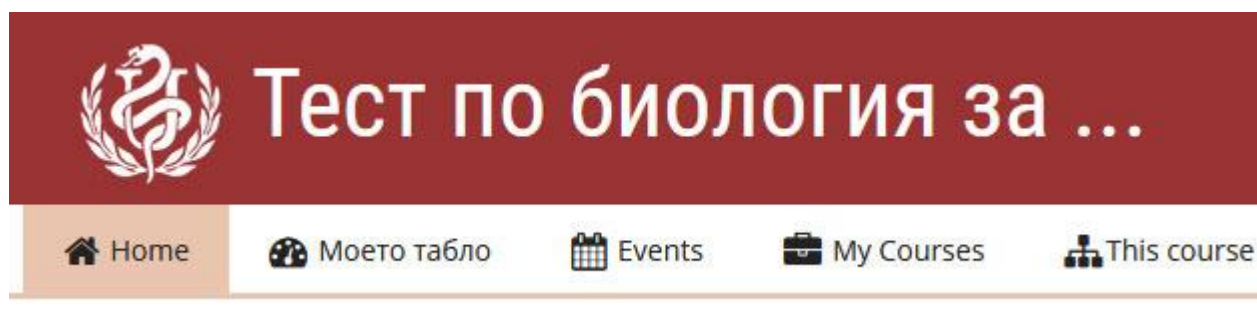 Тест по биология за ...
Home Моето табло Events My Courses This course